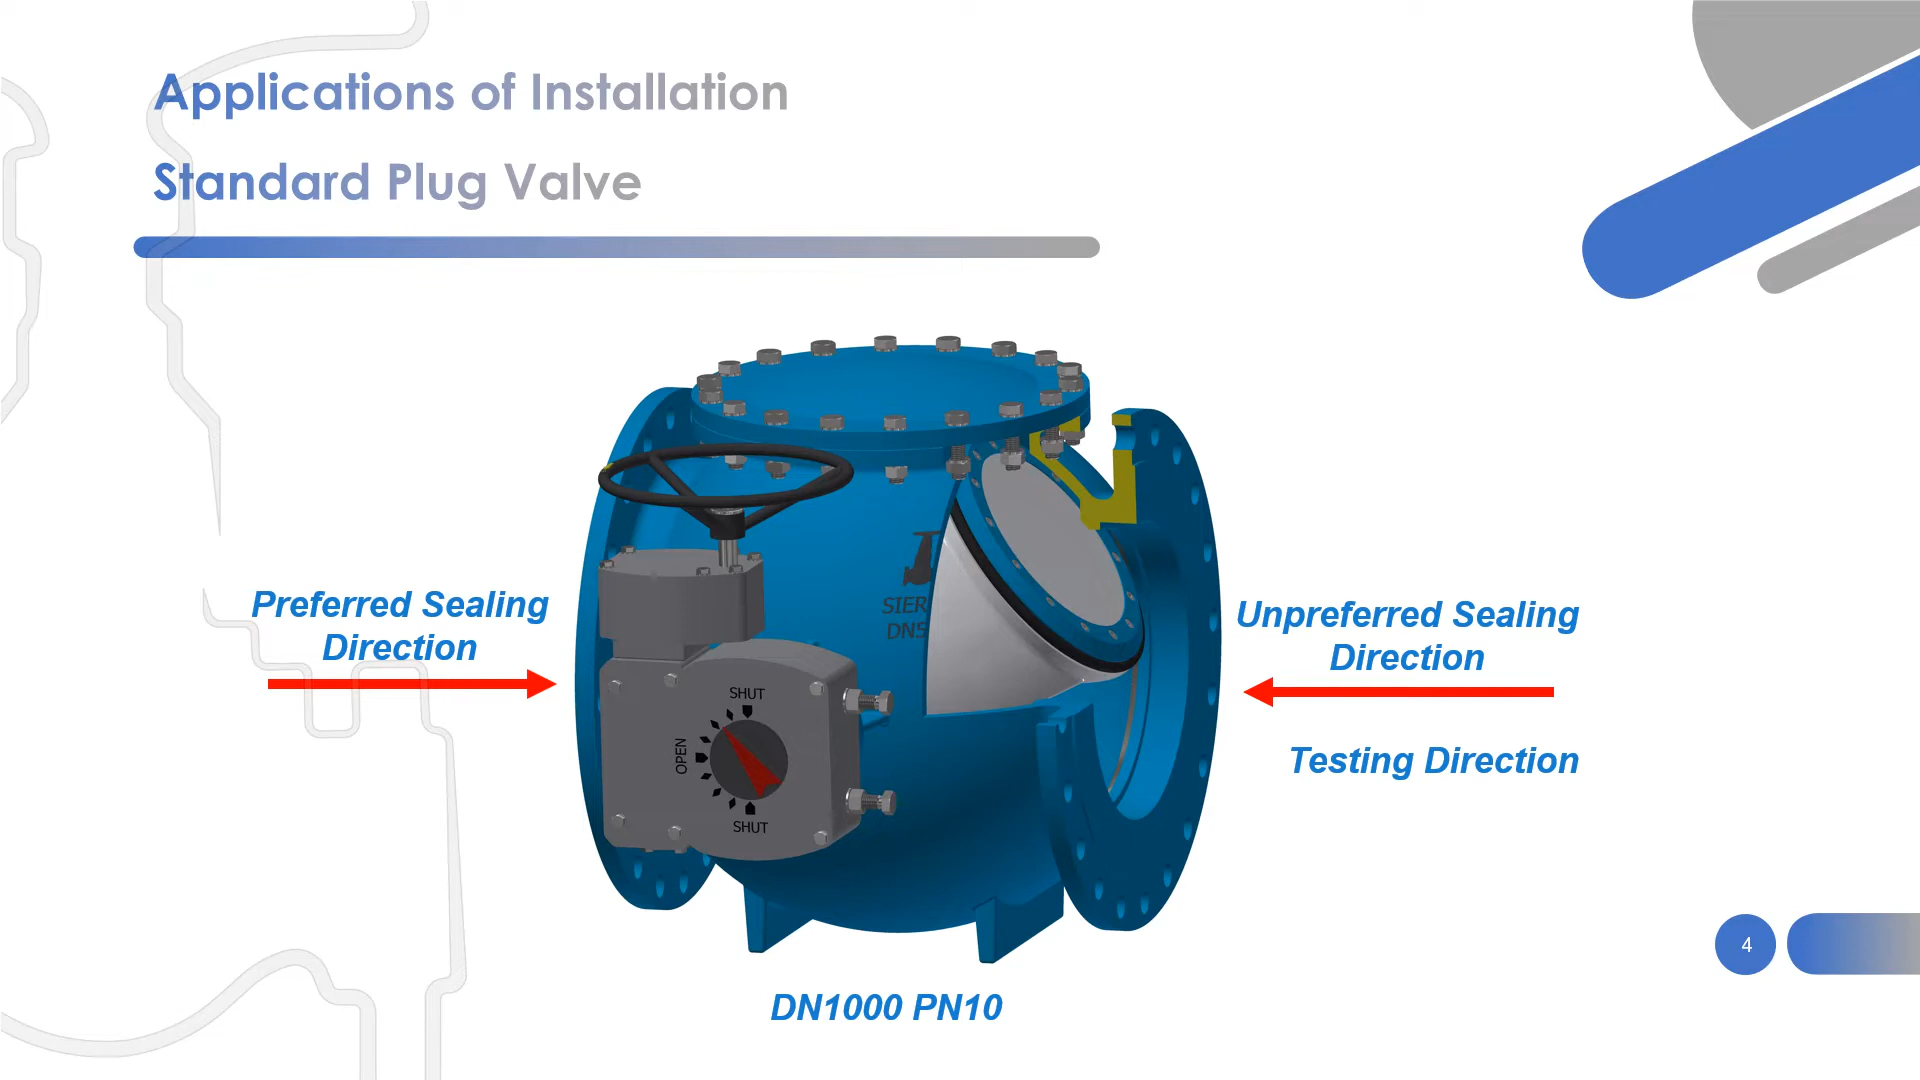 Applications of Installation
Standard Plug Valve
Preferred Sealing
Direction
Unpreferred Sealing
Direction
Testing Direction
SHUT
OPEN
SHUT
DN1000 PN10
4